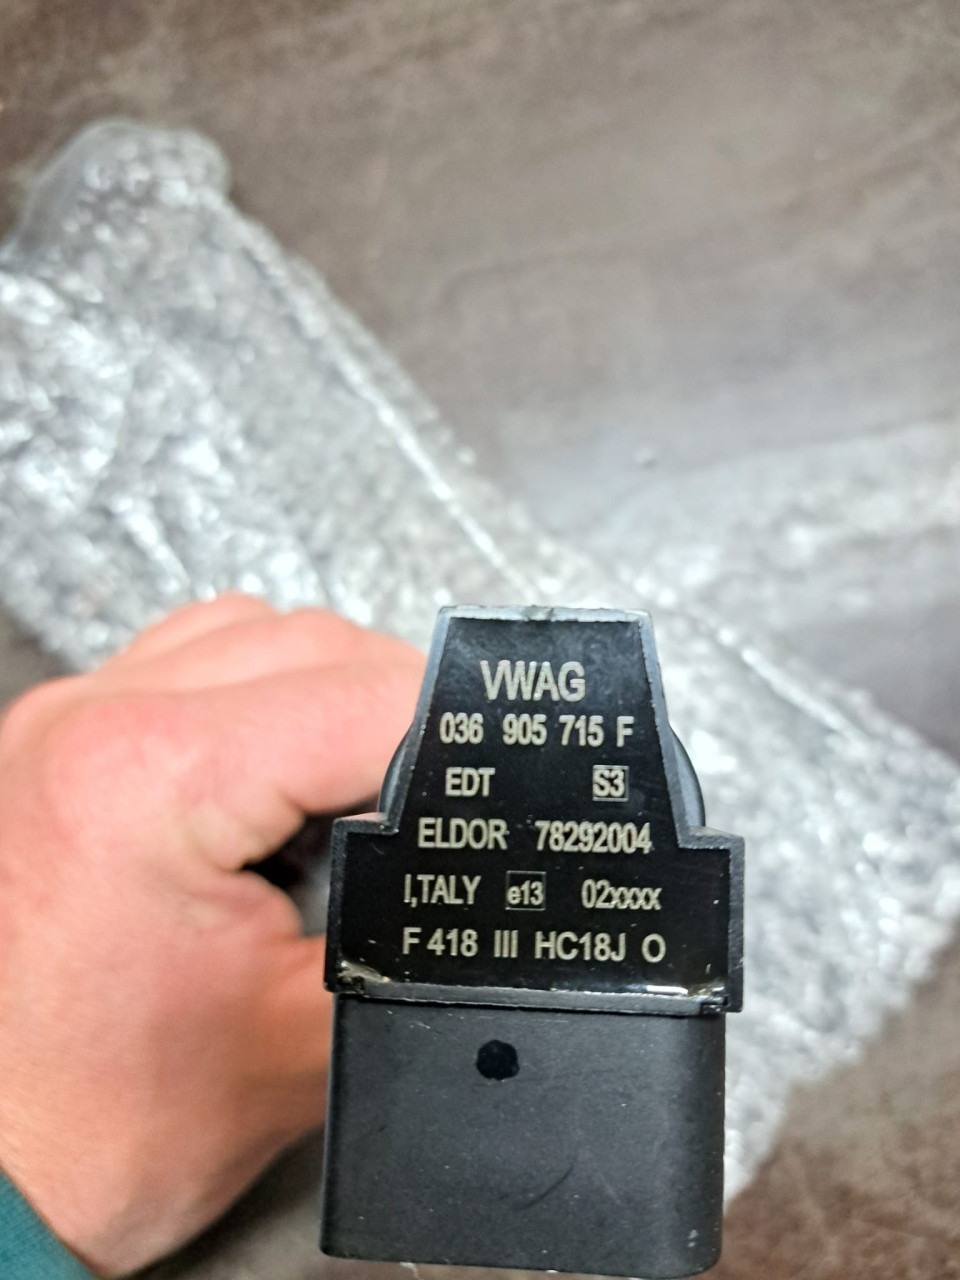 VWAG
036 905 715 F
EDT S3
ELDOR 78292004
I,TALY e13 02xxxx
F 418 III HC18J O